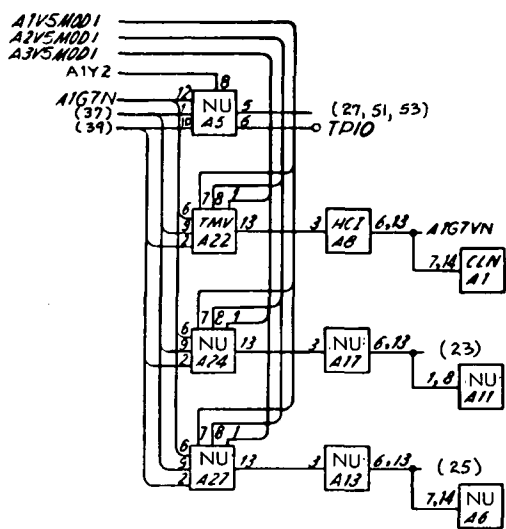 A1V5MOD1
A2V5MOD1
A3V5MOD1
A1Y2
8
A1G7N
12
NU
5
(27, 51, 53)
(37)
1
A5
6
TP10
(39)
10
7 8 1
6
9
TMV
13
3
HCI
6,13
A1G7VN
2
A22
A8
7,14
CLN
A1
7 8 1
6
9
NU
13
3
NU
6,13
(23)
2
A24
A17
1,8
NU
A11
7 8 1
6
9
NU
13
3
NU
6,13
(25)
2
A27
A13
7,14
NU
A6